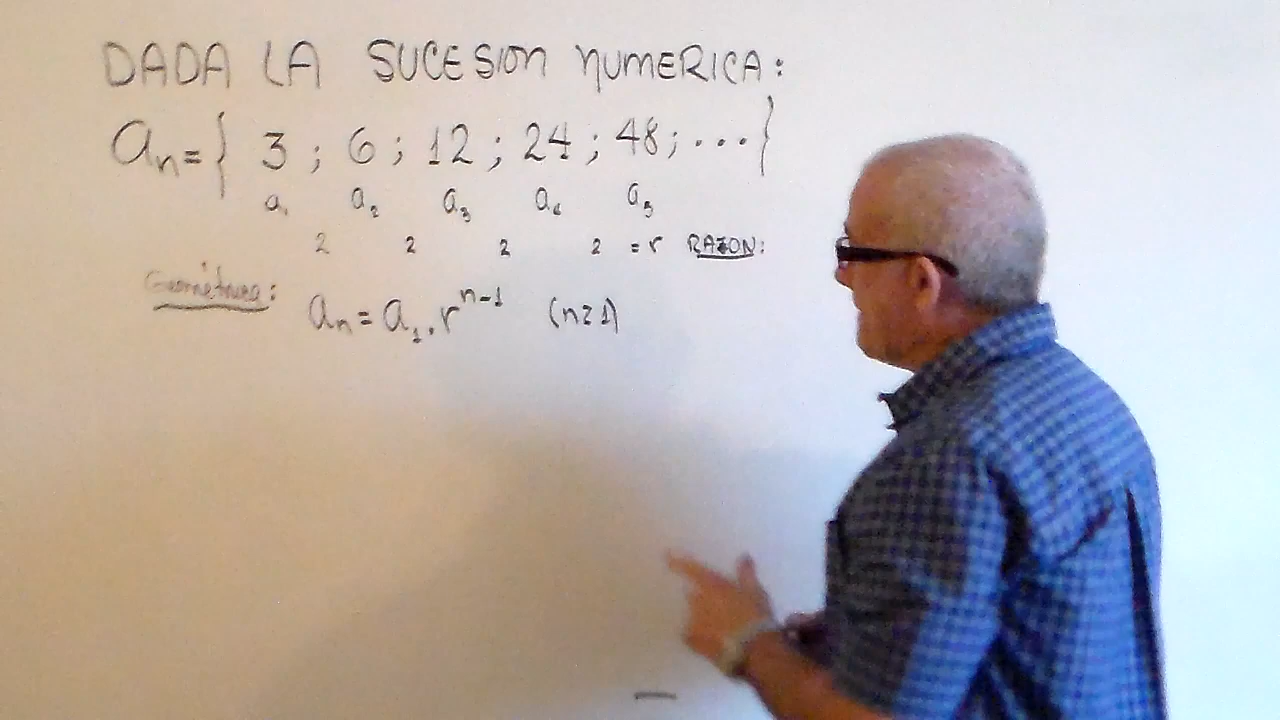 DADA LA SUCESION NUMERICA:
an = { 3 ; 6 ; 12 ; 24 ; 48 ; ... }
a1 a2 a3 a4 a5
2 2 2 2 = r RAZON:
Geométrica: an = a1 . r^n-1 (n≥1)